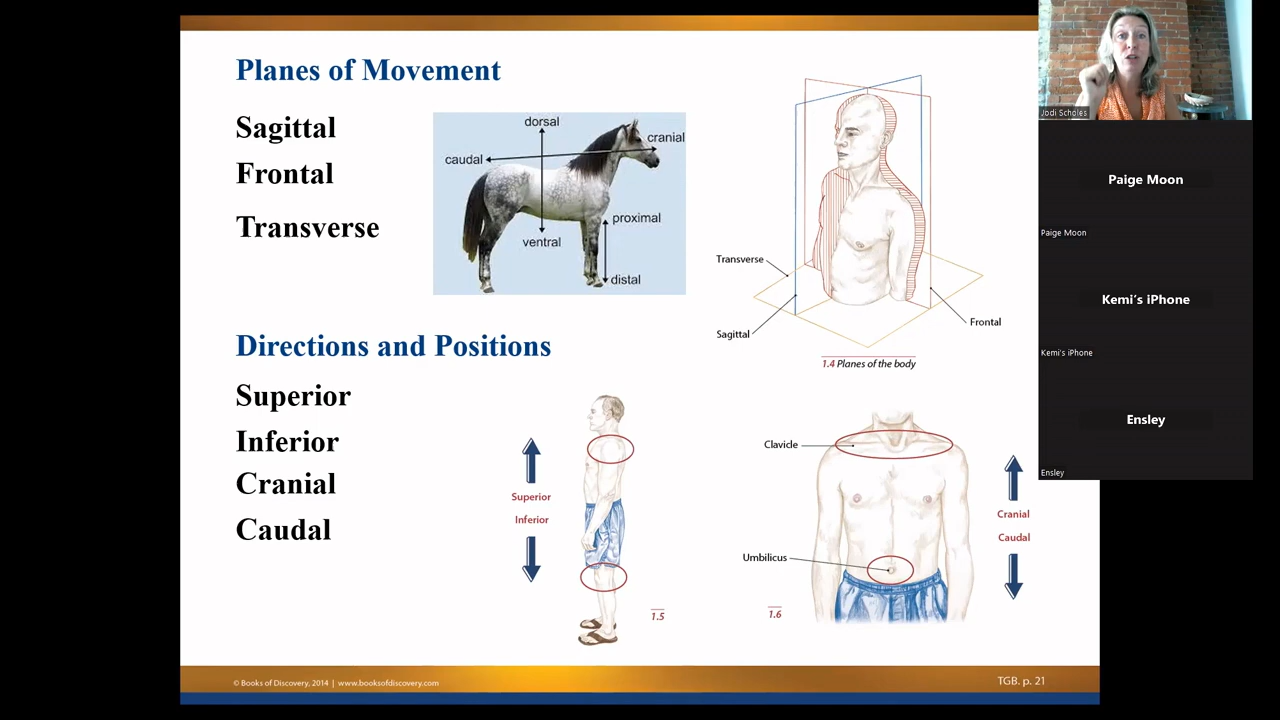 Planes of Movement
Sagittal
Frontal
Transverse
dorsal
cranial
caudal
proximal
ventral
distal
Transverse
Sagittal
Frontal
1.4 Planes of the body
Directions and Positions
Superior
Inferior
Cranial
Caudal
Superior
Inferior
1.5
Clavicle
Umbilicus
1.6
Cranial
Caudal
© Books of Discovery, 2014 | www.booksofdiscovery.com
TGB. p. 21
Jodi Scholes
Paige Moon
Paige Moon
Kemi's iPhone
Kemi's iPhone
Ensley
Ensley